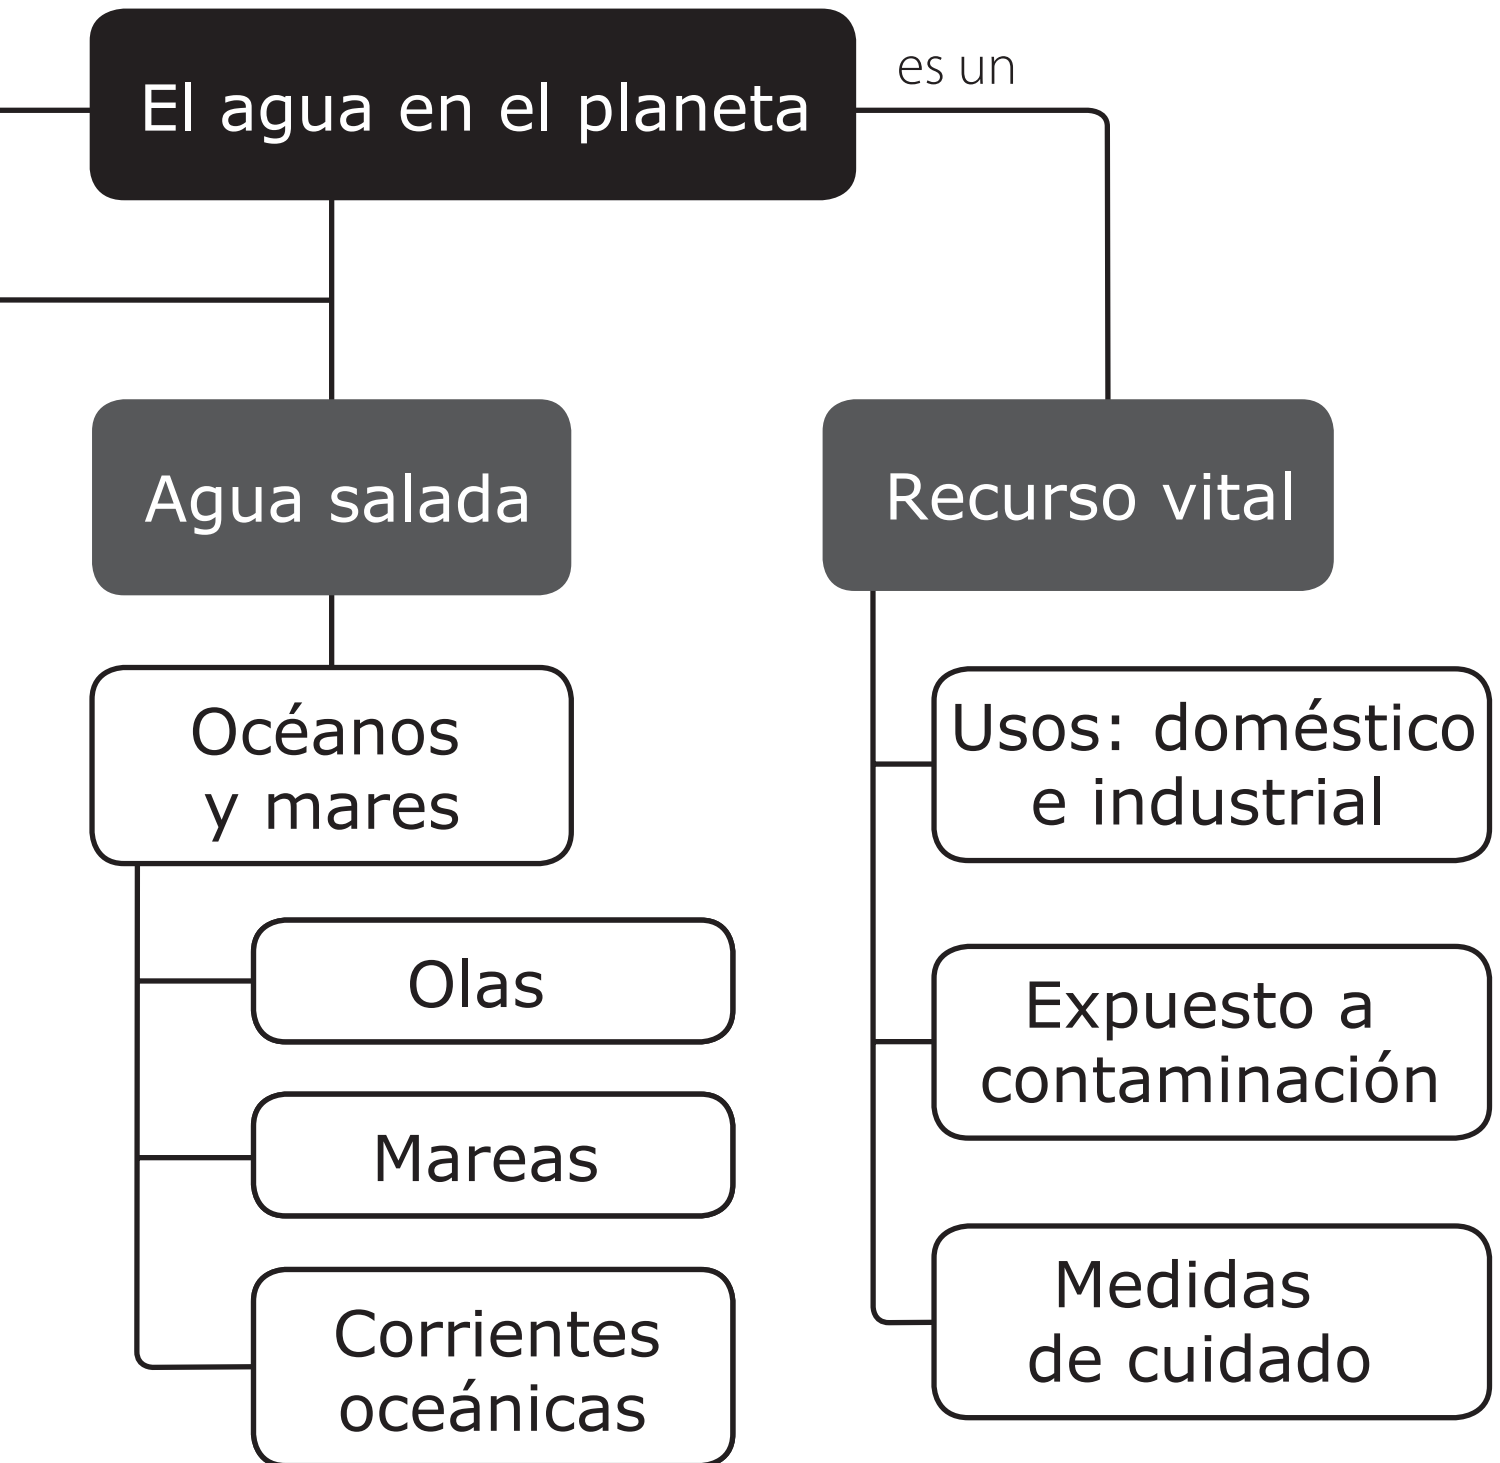 El agua en el planeta
es un
Agua salada
Océanos
y mares
Olas
Mareas
Corrientes
oceánicas
Recurso vital
Usos: doméstico
e industrial
Expuesto a
contaminación
Medidas
de cuidado